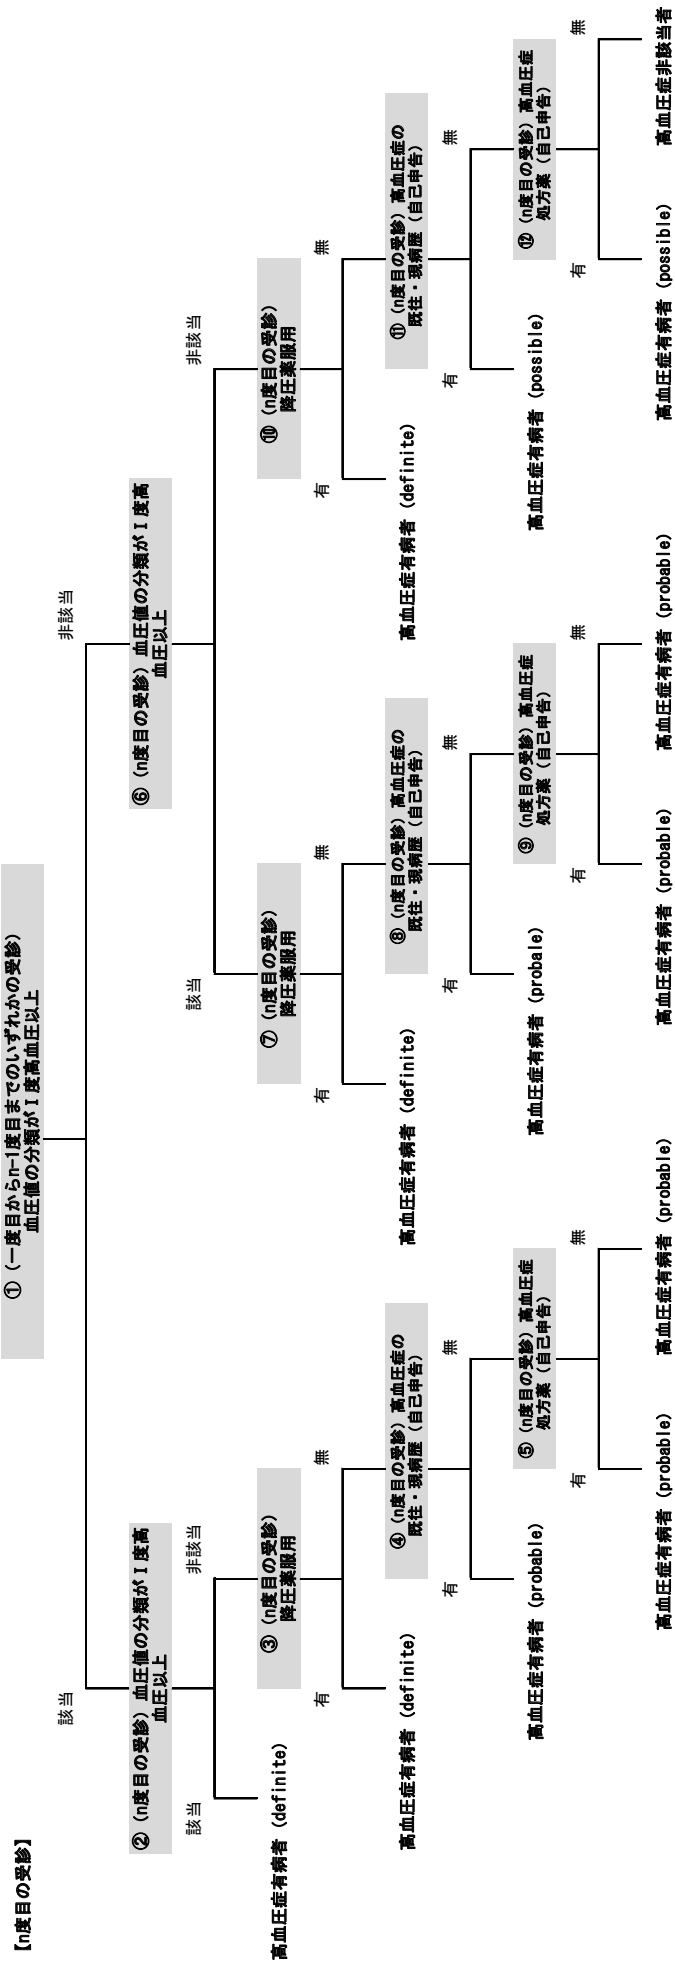 【n度目の受診】
①（一度目からn-1度目までのいずれかの受診）
血圧値の分類がⅠ度高血圧以上
該当
非該当
②（n度目の受診）血圧値の分類がⅠ度高
血圧以上
⑥（n度目の受診）血圧値の分類がⅠ度高
血圧以上
該当
非該当
該当
非該当
高血圧症有病者（definite）
③（n度目の受診）
降圧薬服用
⑦（n度目の受診）
降圧薬服用
⑩（n度目の受診）
降圧薬服用
有
無
有
無
有
無
高血圧症有病者（definite）
④（n度目の受診）高血圧症の
既往・現病歴（自己申告）
高血圧症有病者（definite）
⑧（n度目の受診）高血圧症の
既往・現病歴（自己申告）
高血圧症有病者（definite）
⑪（n度目の受診）高血圧症の
既往・現病歴（自己申告）
有
無
有
無
有
無
高血圧症有病者（probable）
⑤（n度目の受診）高血圧症
処方薬（自己申告）
高血圧症有病者（probale）
⑨（n度目の受診）高血圧症
処方薬（自己申告）
高血圧症有病者（possible）
⑫（n度目の受診）高血圧症
処方薬（自己申告）
有
無
有
無
有
無
高血圧症有病者（probable）
高血圧症有病者（probable）
高血圧症有病者（probable）
高血圧症有病者（probable）
高血圧症有病者（possible）
高血圧症非該当者